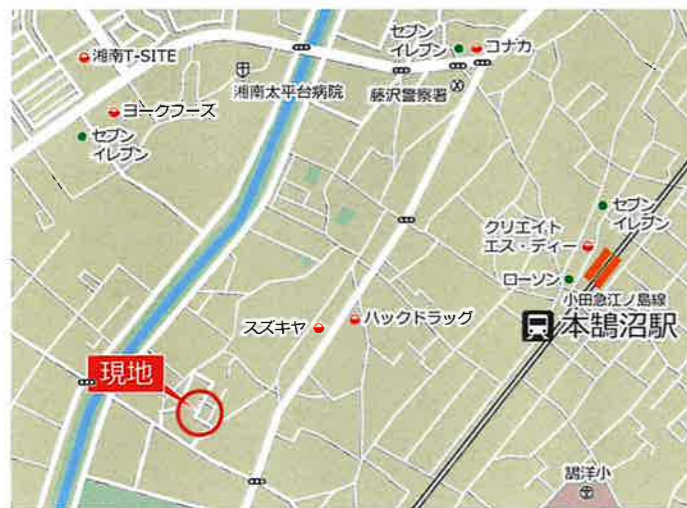 セブン
イレブン
コナカ
湘南T-SITE
湘南太平台病院
藤沢警察署
ヨークフーズ
セブン
イレブン
セブン
イレブン
クリエイト
エス・ディー
ローソン
小田急江ノ島線
本鵠沼駅
スズキヤ
ハックドラッグ
現地
鵠洋小